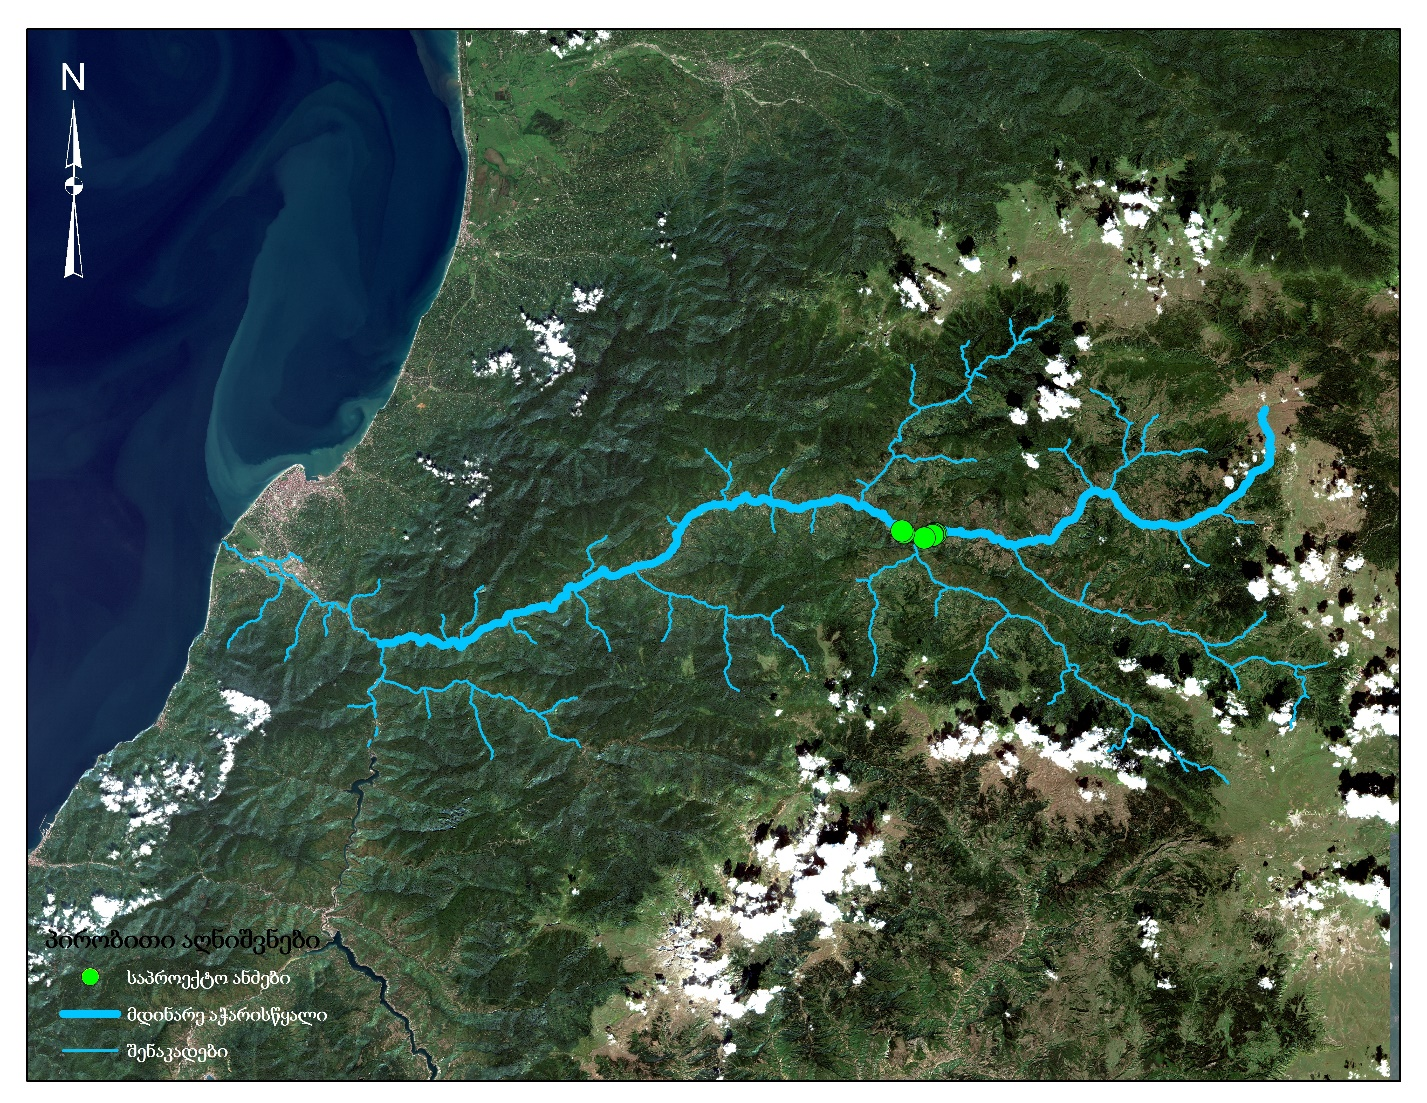 N
პირობითი აღნიშვნები
საპროექტო ანძები
მდინარე აჭარისწყალი
შენაკადები